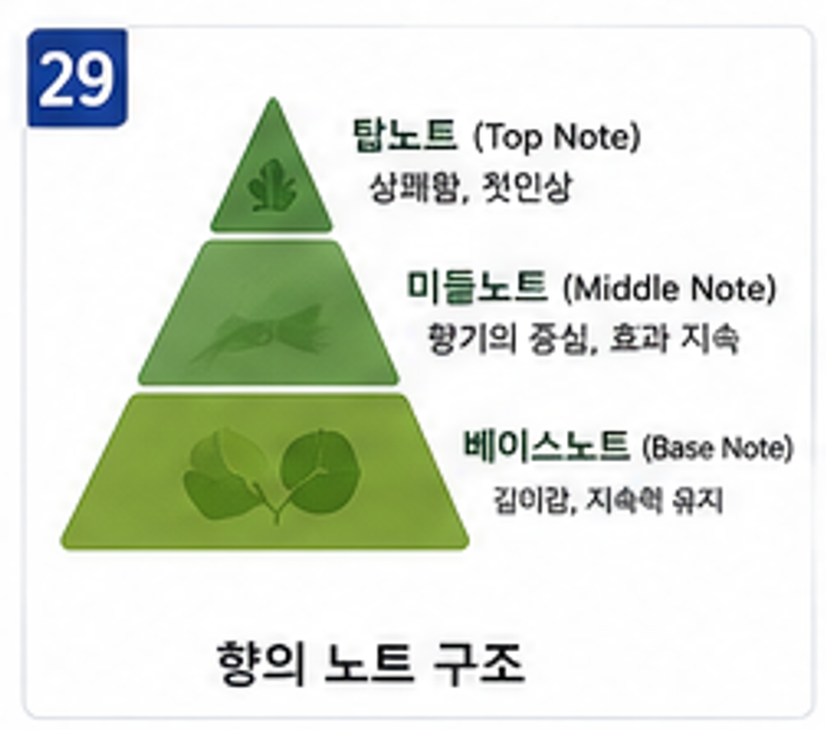 29
탑노트 (Top Note)
상쾌함, 첫인상
미들노트 (Middle Note)
향기의 중심, 효과 지속
베이스노트 (Base Note)
깊이감, 지속력 유지
향의 노트 구조